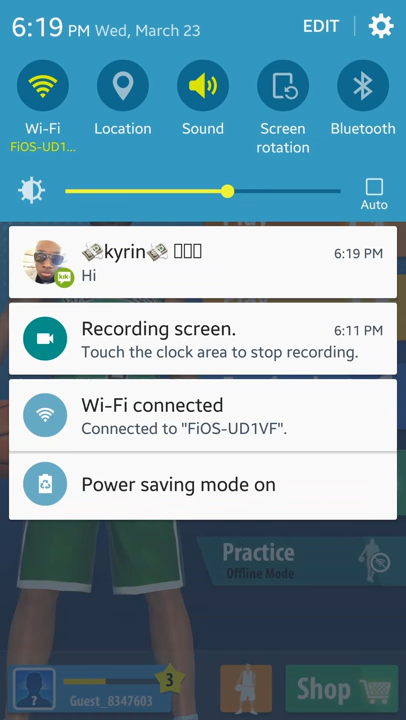 6:19 PM Wed, March 23
EDIT
Wi-Fi
FiOS-UD1...
Location
Sound
Screen
rotation
Bluetooth
Auto
💸kyrin💸 6:19 PM
kik
Hi
Recording screen. 6:11 PM
Touch the clock area to stop recording.
Wi-Fi connected
Connected to "FiOS-UD1VF".
Power saving mode on
Practice
Offline Mode
?
3
Guest_8347603
Shop